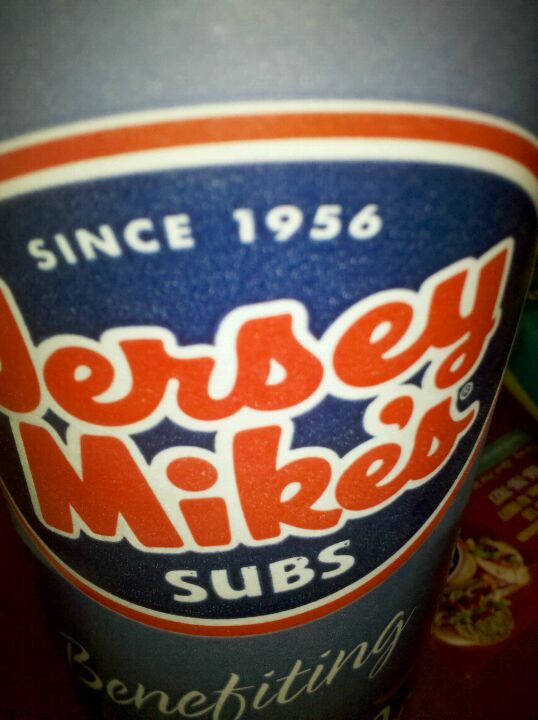 SINCE 1956
Jersey
Mike's®
SUBS
Benefiting